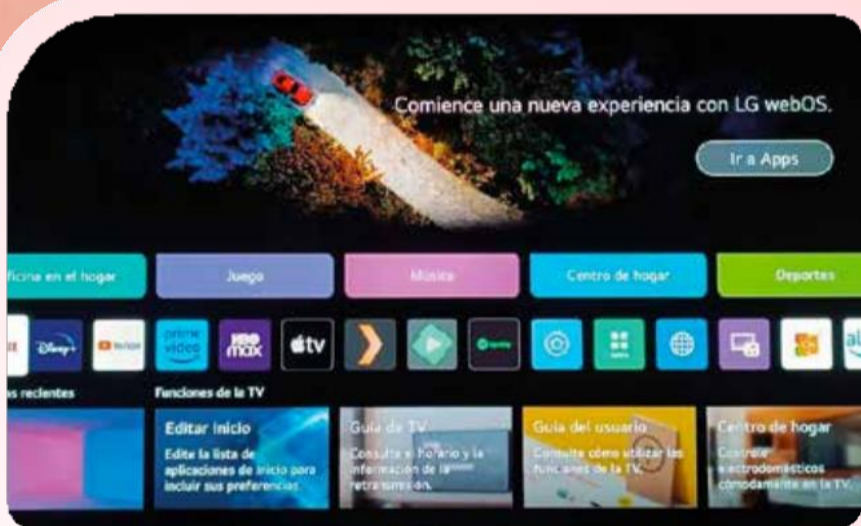 Comience una nueva experiencia con LG webOS.
Ir a Apps
ficina en el hogar
Juego
Música
Centro de hogar
Deportes
Disney+
prime video
HBO max
tv
as recientes
Funciones de la TV
Editar inicio
Edite la lista de
aplicaciones de inicio para
incluir sus preferencias.
Guía de TV
Consulte el horario y la
información de la
retransmisión.
Guía del usuario
Consulte cómo utilizar las
funciones de la TV.
Centro de hogar
Controle
electrodomésticos
cómodamente en la TV.